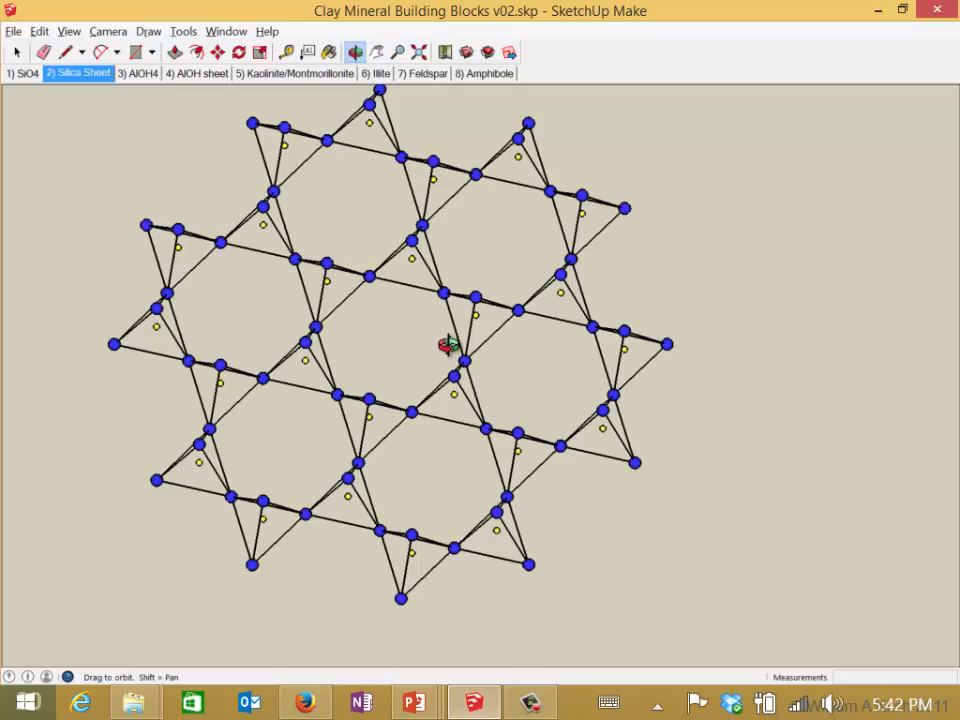 Clay Mineral Building Blocks v02.skp - SketchUp Make
File Edit View Camera Draw Tools Window Help
1) SiO4 2) Silica Sheet 3) AlOH4 4) AlOH sheet 5) Kaolinite/Montmorillonite 6) Illite 7) Feldspar 8) Amphibole
Drag to orbit. Shift = Pan
Measurements
5:42 PM